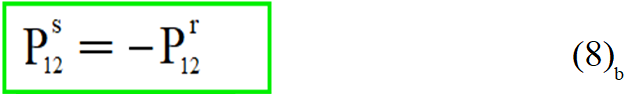 P₁₂ˢ = −P₁₂ʳ (8)_b